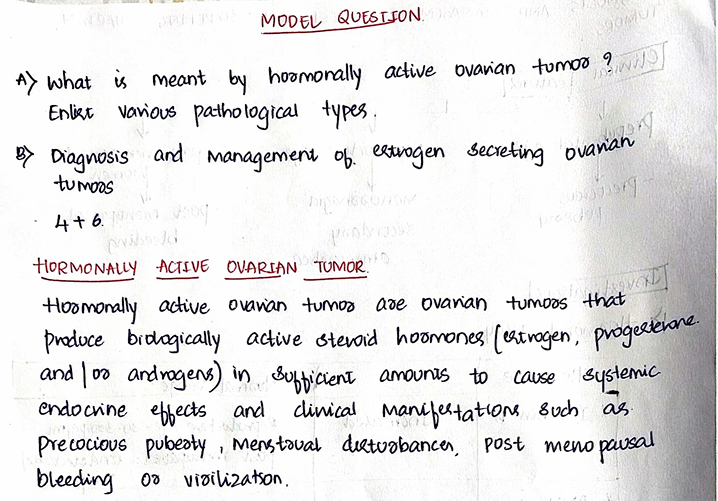 MODEL QUESTION.
A) What is meant by hormonally active ovarian tumor ?
Enlist various pathological types.
B) Diagnosis and management of estrogen secreting ovarian
tumors
4 + 6.
HORMONALLY ACTIVE OVARIAN TUMOR.
Hormonally active ovarian tumor are ovarian tumors that
produce biologically active steroid hormones (estrogen, progesterone
and/or androgens) in sufficient amounts to cause systemic
endocrine effects and clinical manifestations such as
precocious puberty, Menstrual disturbances, post menopausal
bleeding or virilization.